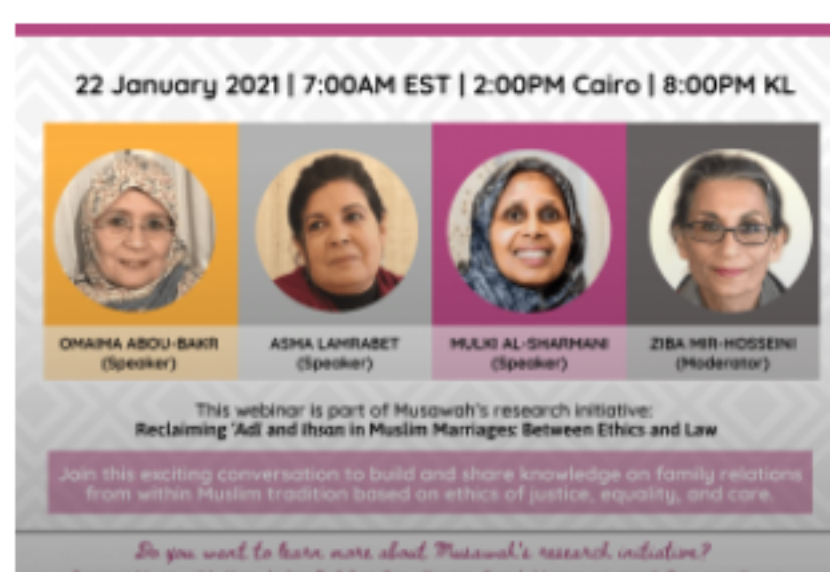 22 January 2021 | 7:00AM EST | 2:00PM Cairo | 8:00PM KL
OMAIMA ABOU-BAKR
(Speaker)
ASMA LAMRABET
(Speaker)
MULKI AL-SHARMANI
(Speaker)
ZIBA MIR-HOSSEINI
(Moderator)
This webinar is part of Musawah's research initiative:
Reclaiming 'Adl and Ihsan in Muslim Marriages: Between Ethics and Law
Join this exciting conversation to build and share knowledge on family relations
from within Muslim tradition based on ethics of justice, equality, and care.
Do you want to learn more about Musawah's research initiative?